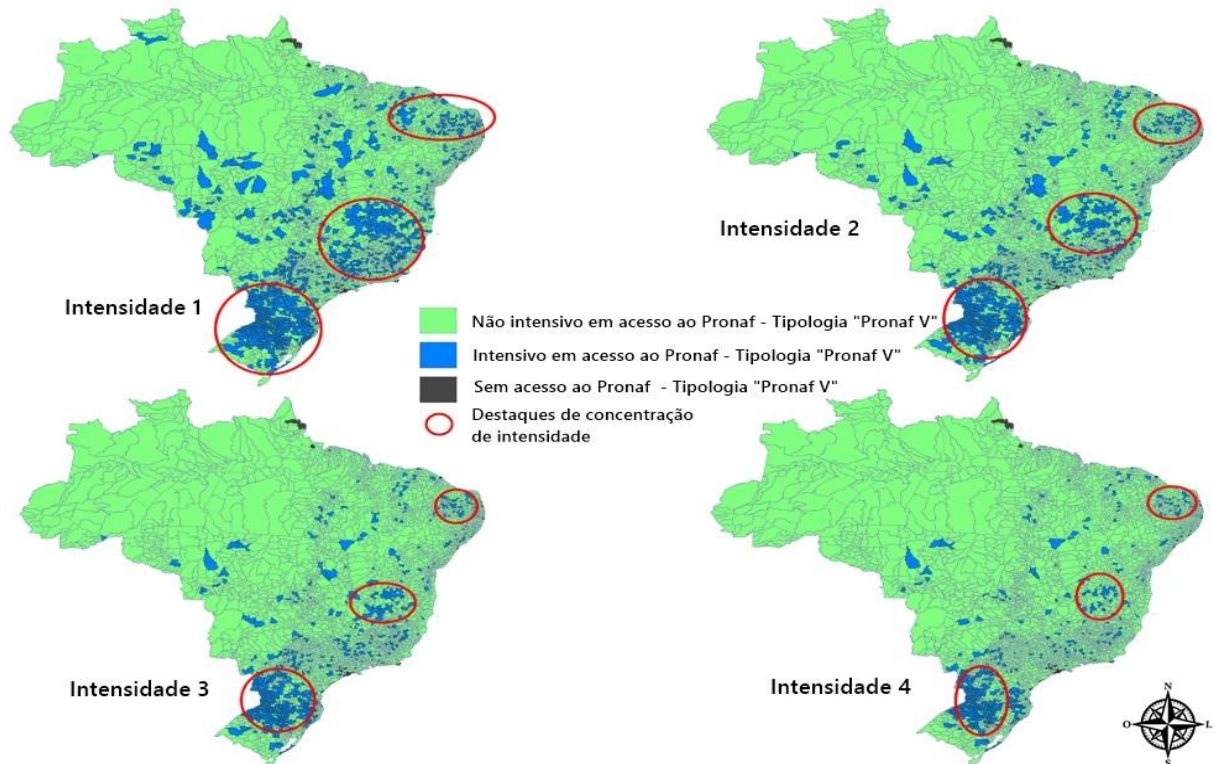 Intensidade 1
Intensidade 2
Não intensivo em acesso ao Pronaf - Tipologia "Pronaf V"
Intensivo em acesso ao Pronaf - Tipologia "Pronaf V"
Sem acesso ao Pronaf - Tipologia "Pronaf V"
Destaques de concentração
de intensidade
Intensidade 3
Intensidade 4
N
O
L
S